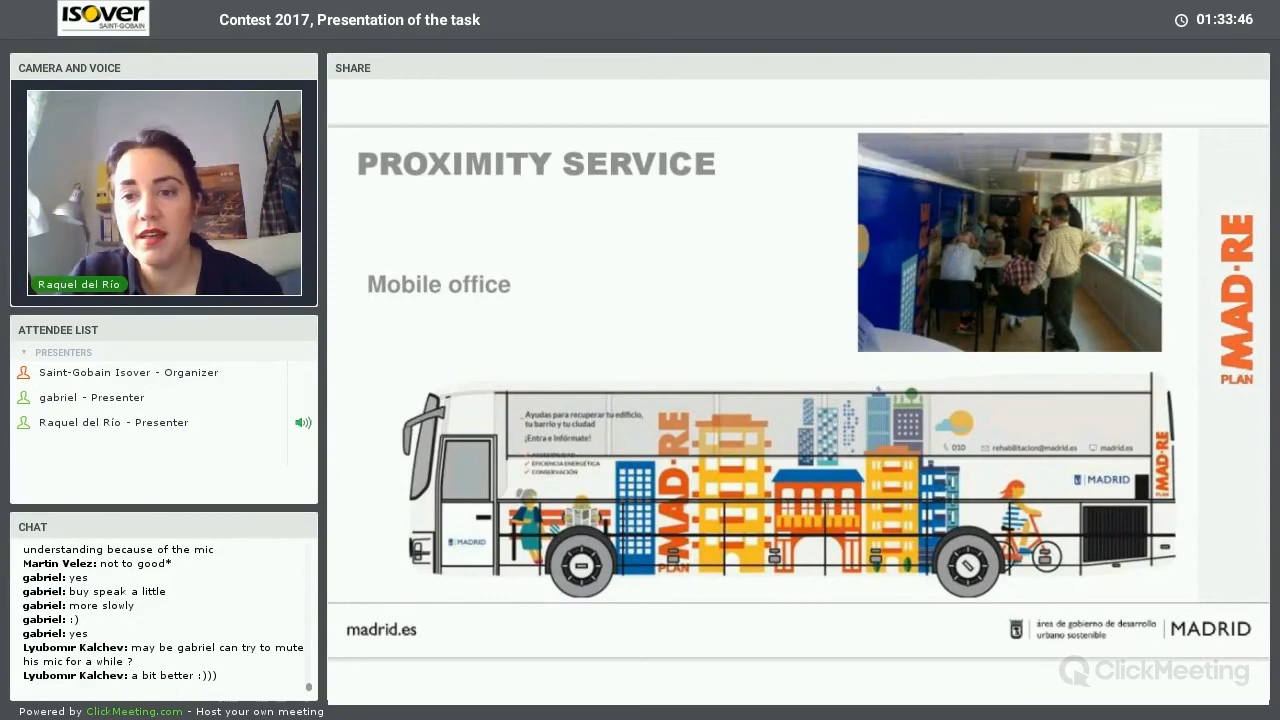 isover
SAINT-GOBAIN
Contest 2017, Presentation of the task
01:33:46
CAMERA AND VOICE
Raquel del Río
ATTENDEE LIST
PRESENTERS
Saint-Gobain Isover - Organizer
gabriel - Presenter
Raquel del Río - Presenter
CHAT
understanding because of the mic
Martin Velez: not to good*
gabriel: yes
gabriel: buy speak a little
gabriel: more slowly
gabriel: :)
gabriel: yes
Lyubomir Kalchev: may be gabriel can try to mute
his mic for a while ?
Lyubomir Kalchev: a bit better :)))
Powered by ClickMeeting.com - Host your own meeting
SHARE
PROXIMITY SERVICE
Mobile office
PLAN MAD-RE
Ayudas para recuperar tu edificio,
tu barrio y tu ciudad
¡Entra e Infórmate!
EFICIENCIA ENERGÉTICA
CONSERVACIÓN
PLAN MAD-RE
010 rehabilitacion@madrid.es madrid.es
MADRID
PLAN MAD-RE
MADRID
madrid.es
área de gobierno de desarrollo
urbano sostenible
MADRID
ClickMeeting